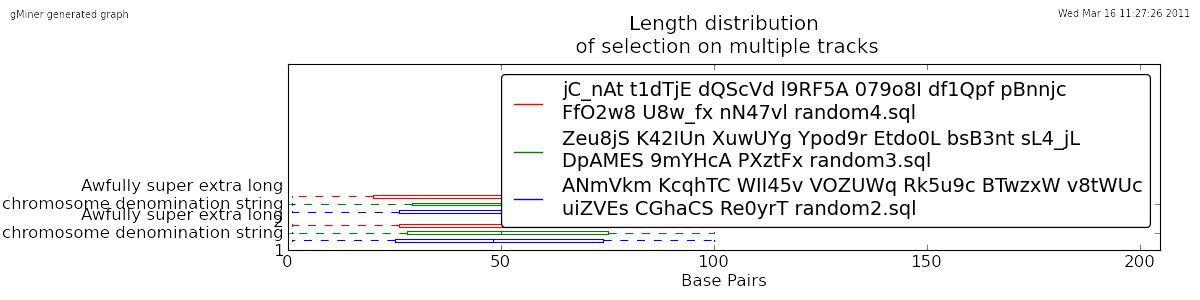 gMiner generated graph
Wed Mar 16 11:27:26 2011
Length distribution
of selection on multiple tracks
jC_nAt t1dTjE dQScVd l9RF5A 079o8I df1Qpf pBnnjc
FfO2w8 U8w_fx nN47vl random4.sql
Zeu8jS K42IUn XuwUYg Ypod9r Etdo0L bsB3nt sL4_jL
DpAMES 9mYHcA PXztFx random3.sql
ANmVkm KcqhTC WII45v VOZUWq Rk5u9c BTwzxW v8tWUc
uiZVEs CGhaCS Re0yrT random2.sql
Awfully super extra long
chromosome denomination string
2
Awfully super extra long
chromosome denomination string
1
0 50 100 150 200
Base Pairs